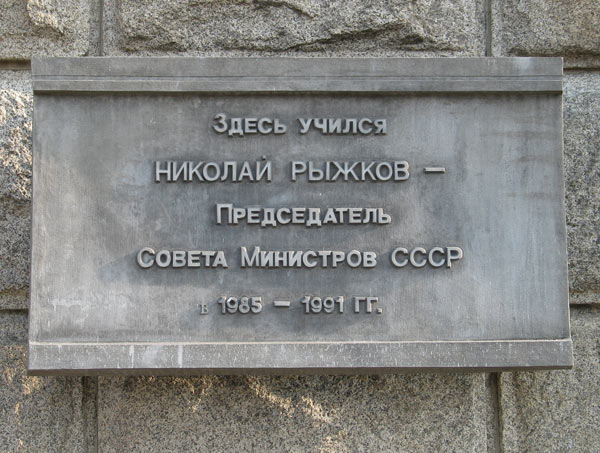 Здесь учился
НИКОЛАЙ РЫЖКОВ –
Председатель
Совета Министров СССР
в 1985 – 1991 гг.